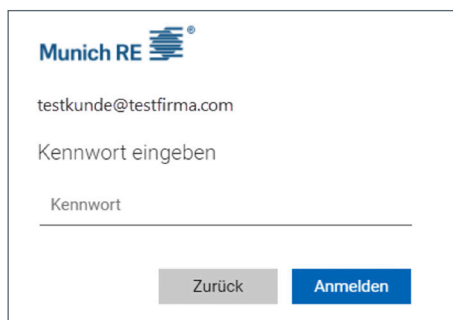 Munich RE ®
testkunde@testfirma.com
Kennwort eingeben
Kennwort
Zurück Anmelden